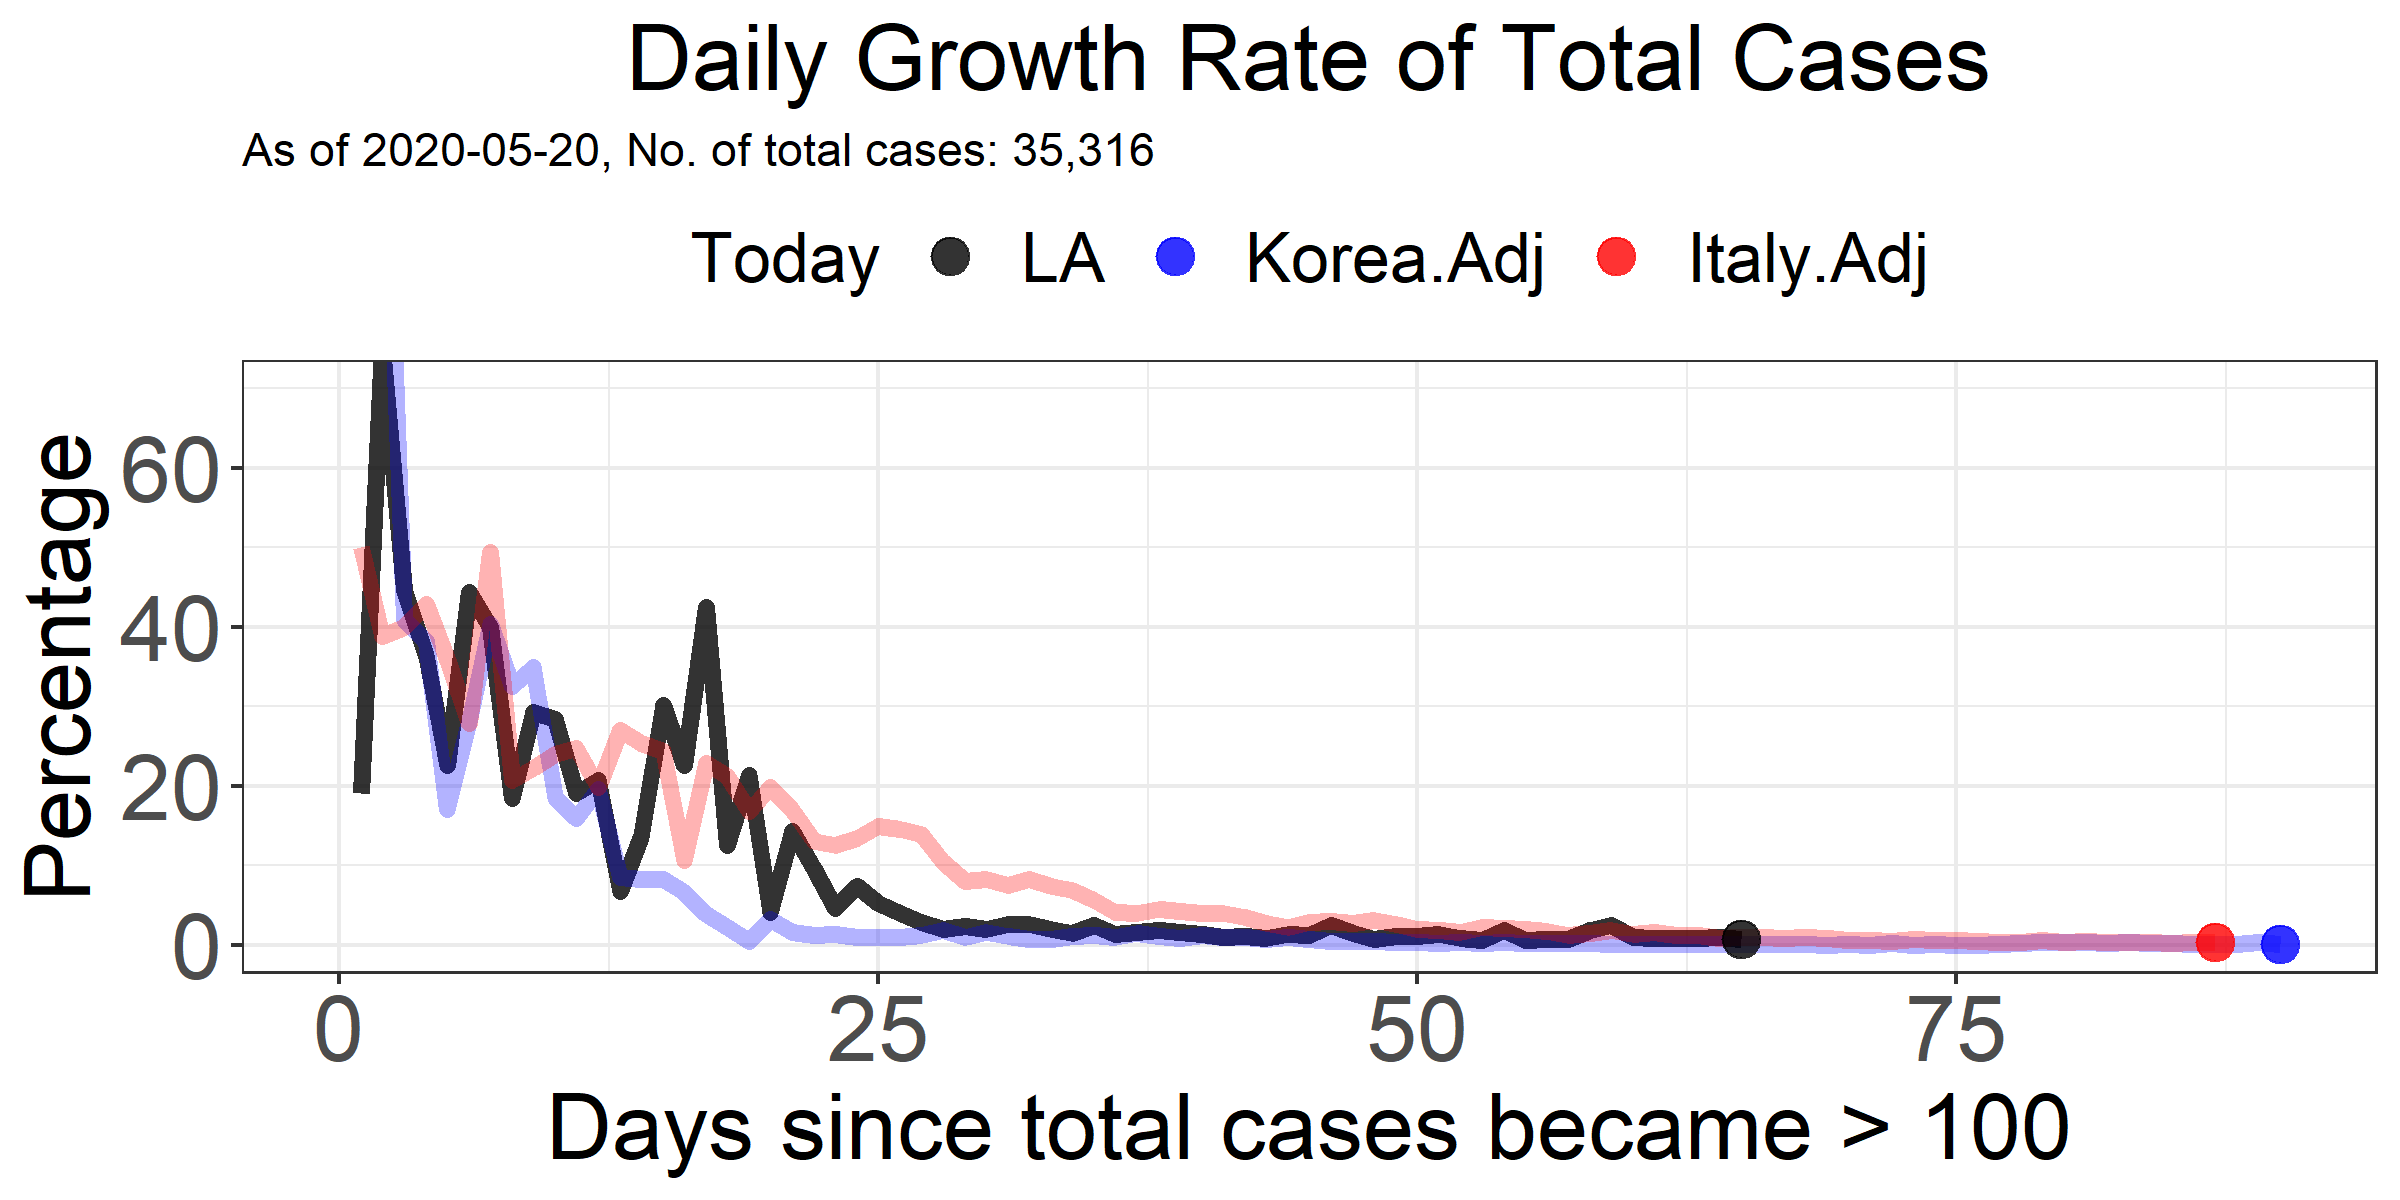 Daily Growth Rate of Total Cases
As of 2020-05-20, No. of total cases: 35,316
Today LA Korea.Adj Italy.Adj
Percentage
60
40
20
0
0 25 50 75
Days since total cases became > 100